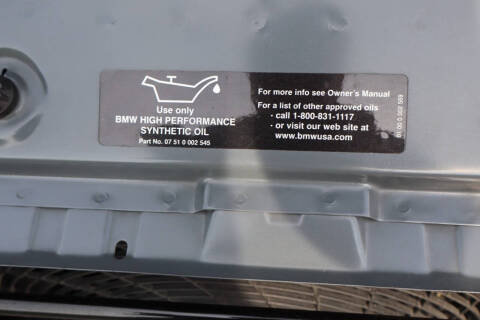 Use only
BMW HIGH PERFORMANCE
SYNTHETIC OIL
Part No. 07 51 0 002 545
For more info see Owner's Manual
For a list of other approved oils
- call 1-800-831-1117
- or visit our web site at
www.bmwusa.com